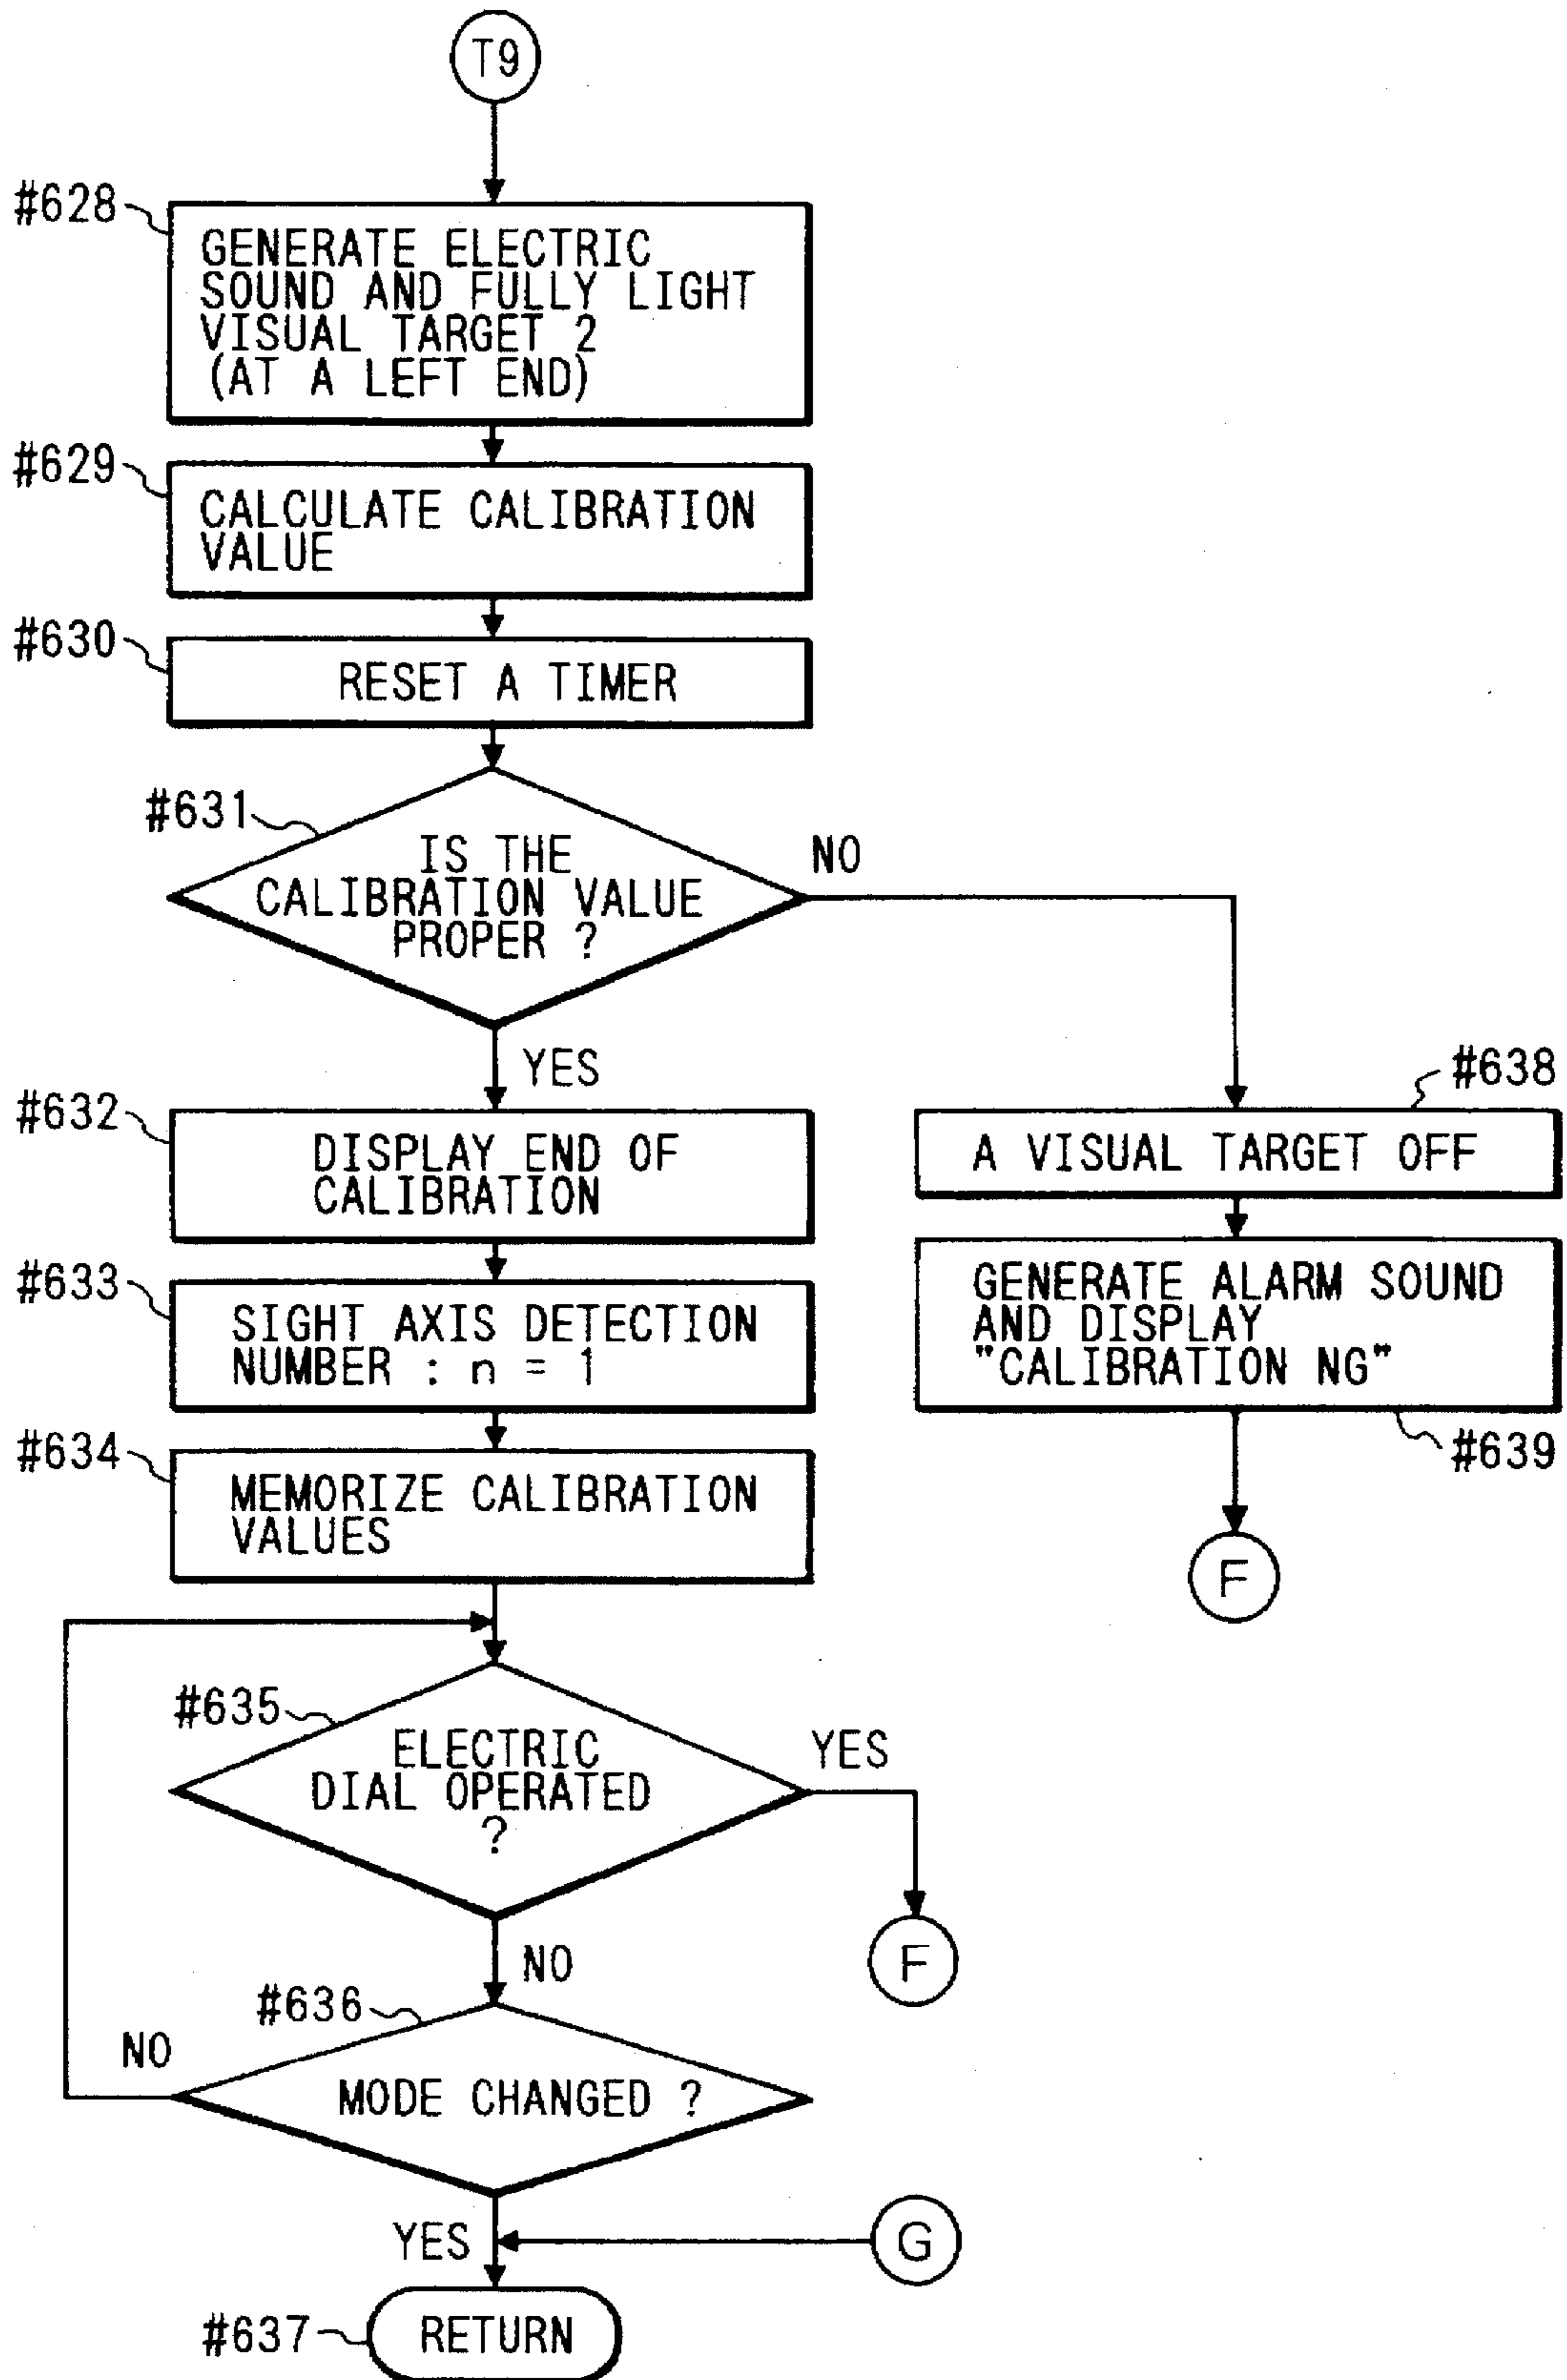 T9
#628
GENERATE ELECTRIC
SOUND AND FULLY LIGHT
VISUAL TARGET 2
(AT A LEFT END)
#629
CALCULATE CALIBRATION
VALUE
#630
RESET A TIMER
#631
IS THE
CALIBRATION VALUE
PROPER ?
NO
YES
#632
DISPLAY END OF
CALIBRATION
#633
SIGHT AXIS DETECTION
NUMBER : n = 1
#634
MEMORIZE CALIBRATION
VALUES
#638
A VISUAL TARGET OFF
GENERATE ALARM SOUND
AND DISPLAY
"CALIBRATION NG"
#639
F
#635
ELECTRIC
DIAL OPERATED
?
YES
F
NO
#636
MODE CHANGED ?
NO
YES
G
#637
RETURN